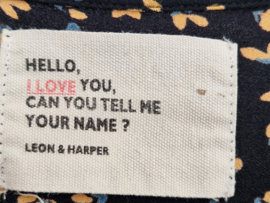 HELLO,
I LOVE YOU,
CAN YOU TELL ME
YOUR NAME ?
LEON & HARPER